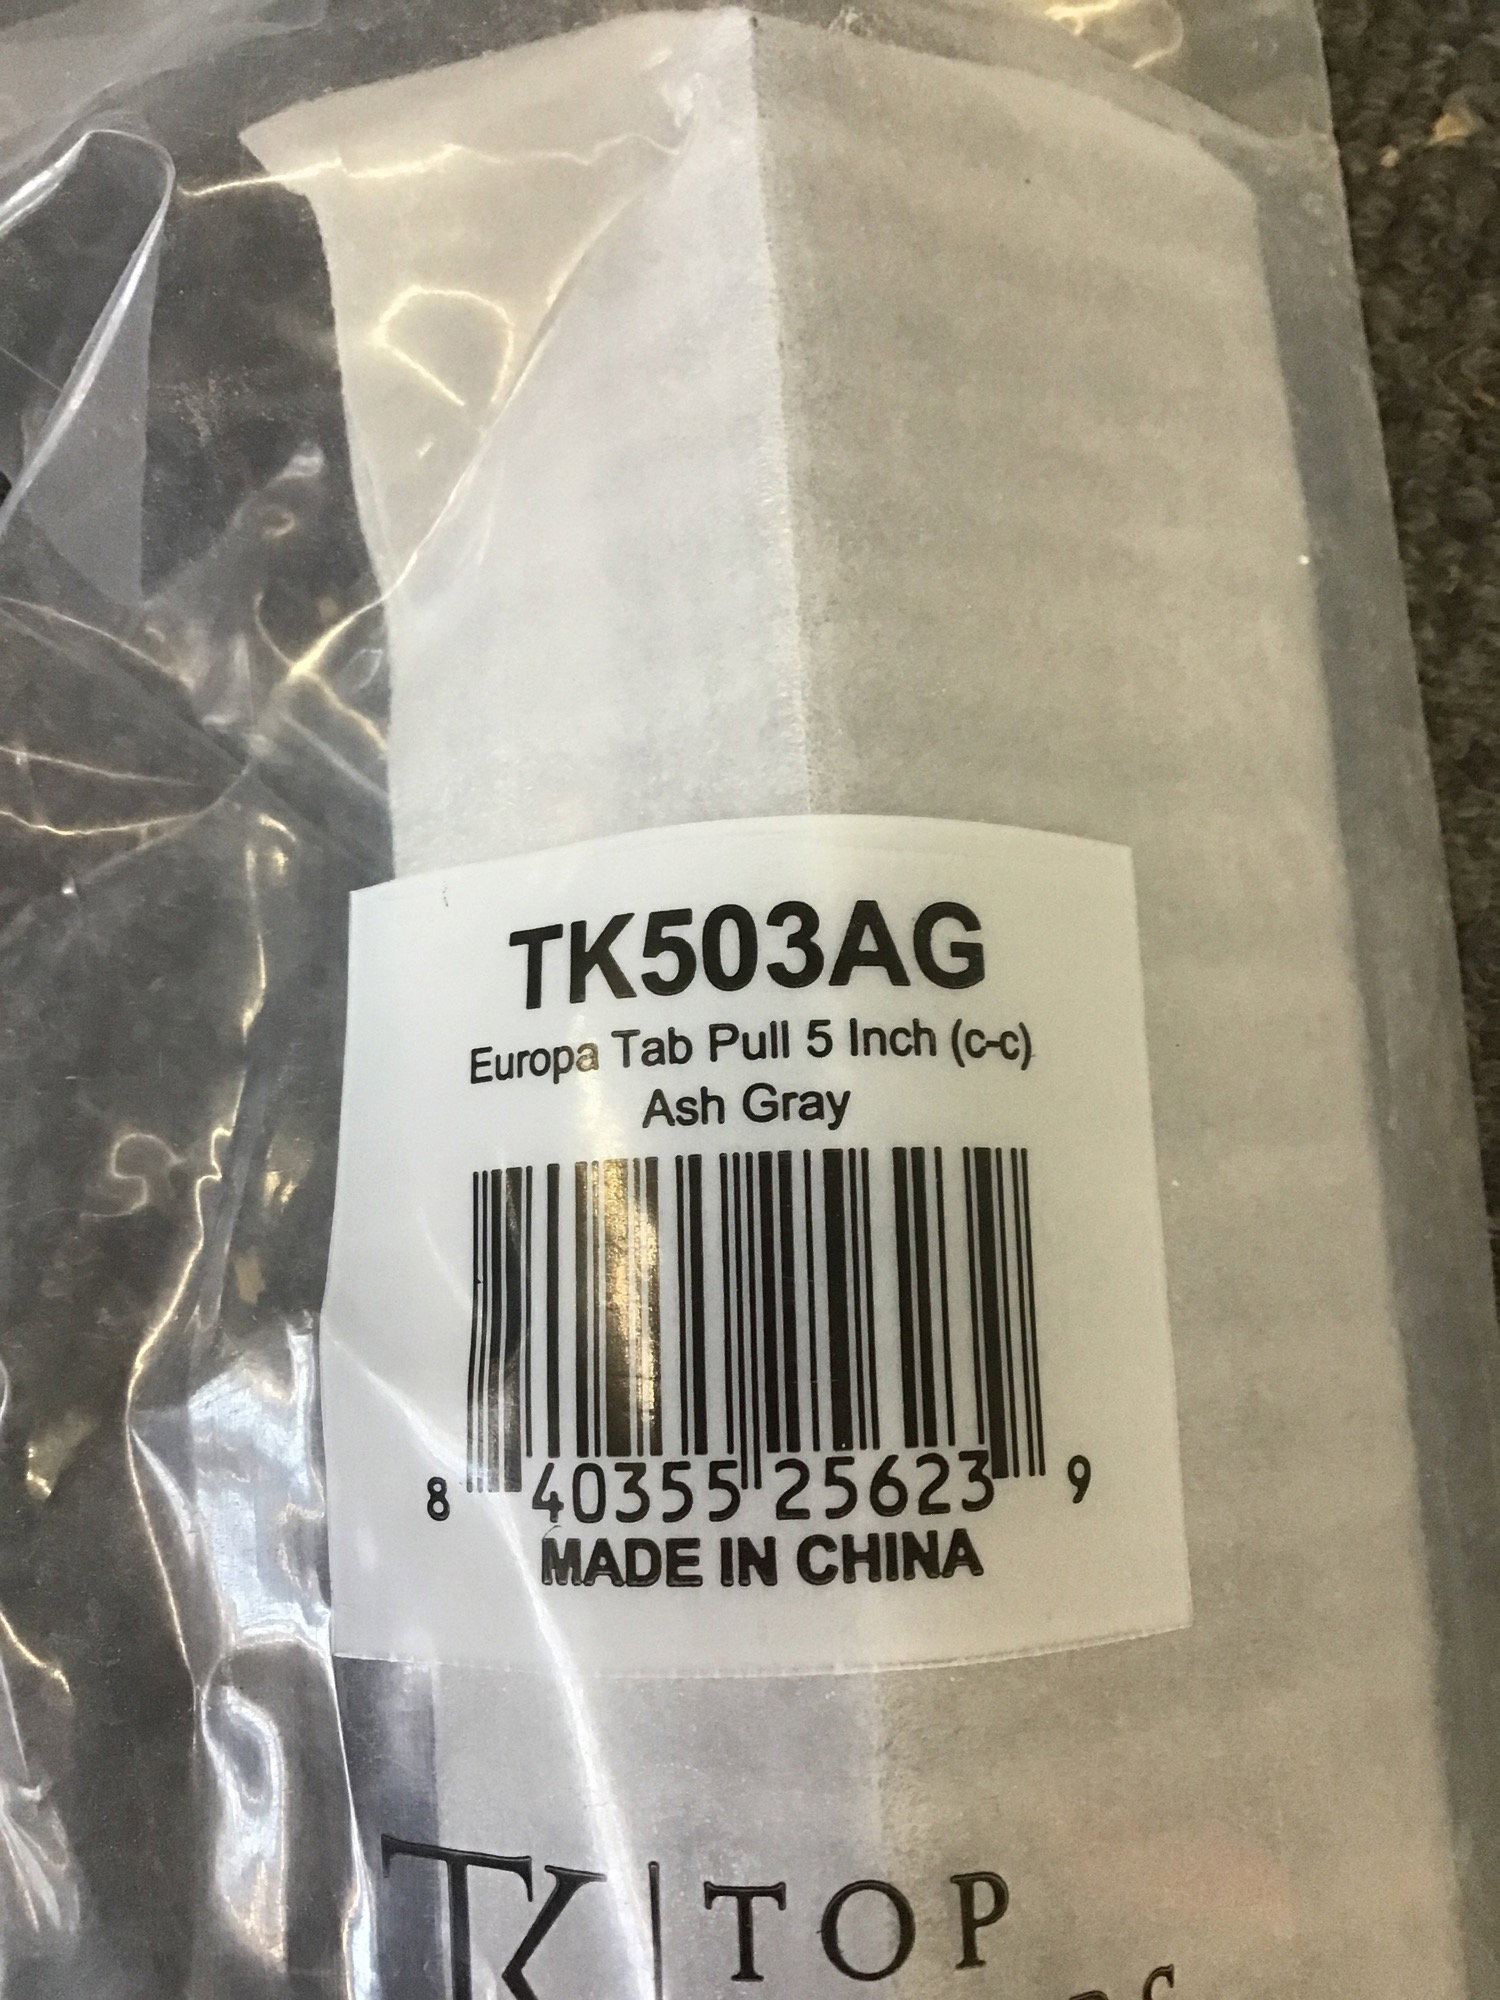 TK503AG
Europa Tab Pull 5 Inch (c-c)
Ash Gray
8 40355 25623 9
MADE IN CHINA
TK | TOP